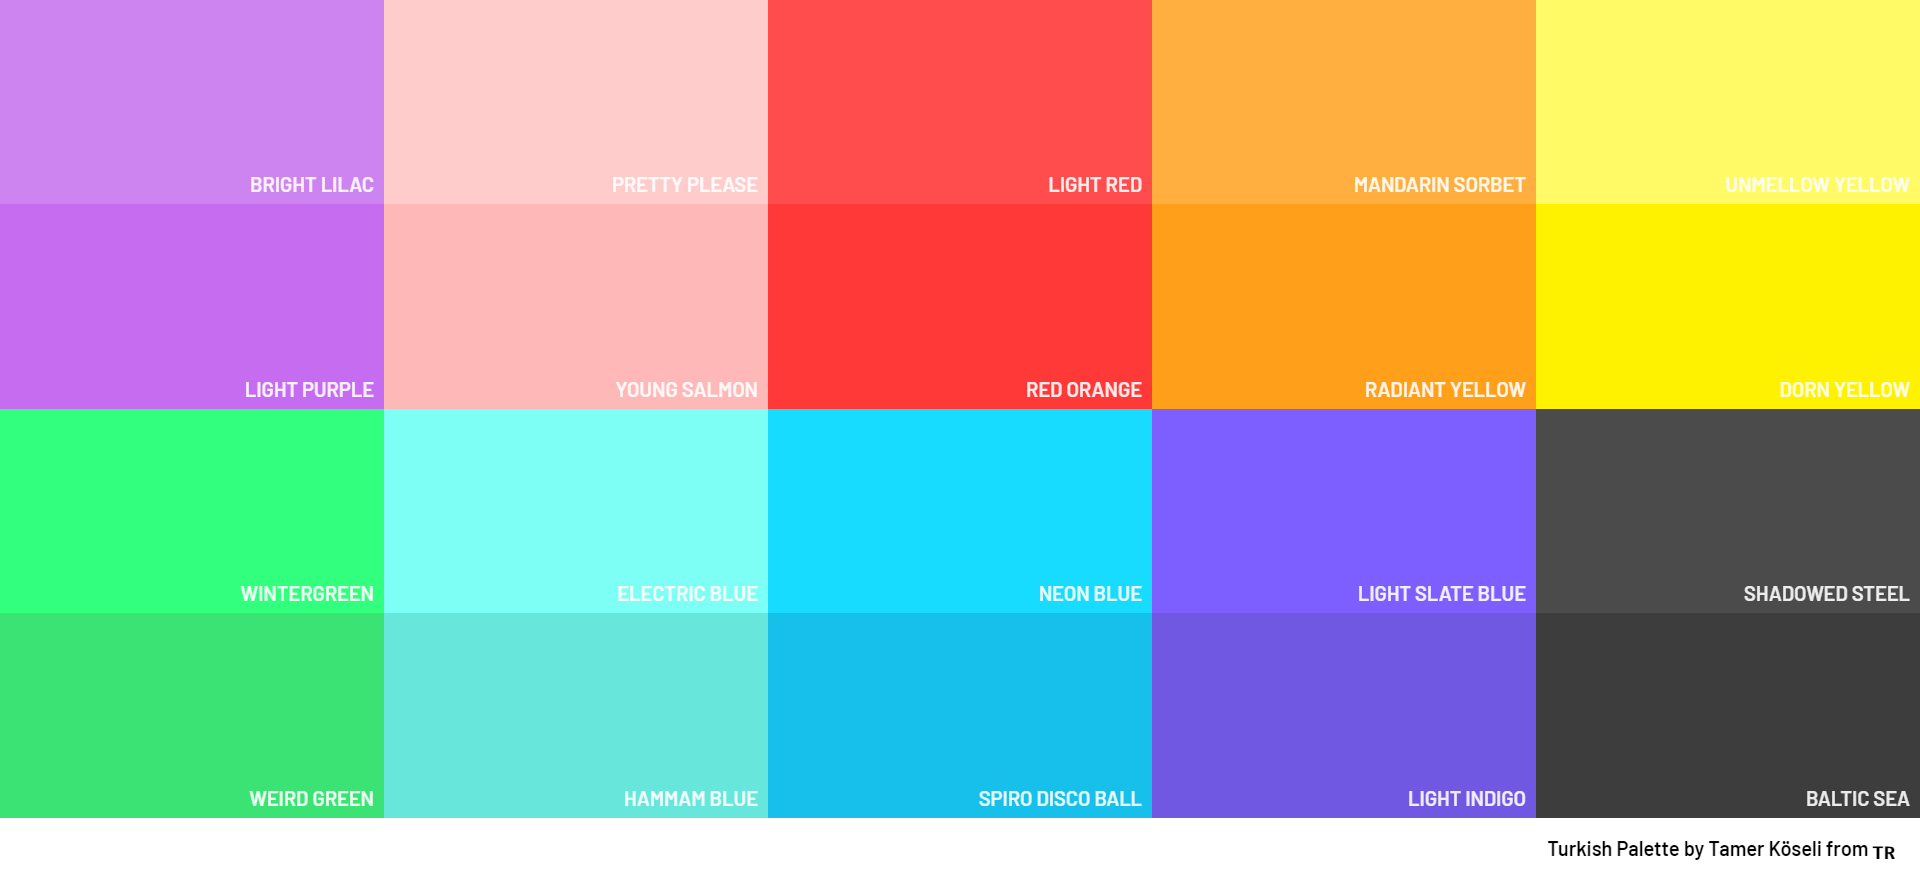 BRIGHT LILAC
PRETTY PLEASE
LIGHT RED
MANDARIN SORBET
UNMELLOW YELLOW
LIGHT PURPLE
YOUNG SALMON
RED ORANGE
RADIANT YELLOW
DORN YELLOW
WINTERGREEN
ELECTRIC BLUE
NEON BLUE
LIGHT SLATE BLUE
SHADOWED STEEL
WEIRD GREEN
HAMMAM BLUE
SPIRO DISCO BALL
LIGHT INDIGO
BALTIC SEA
Turkish Palette by Tamer Köseli from TR